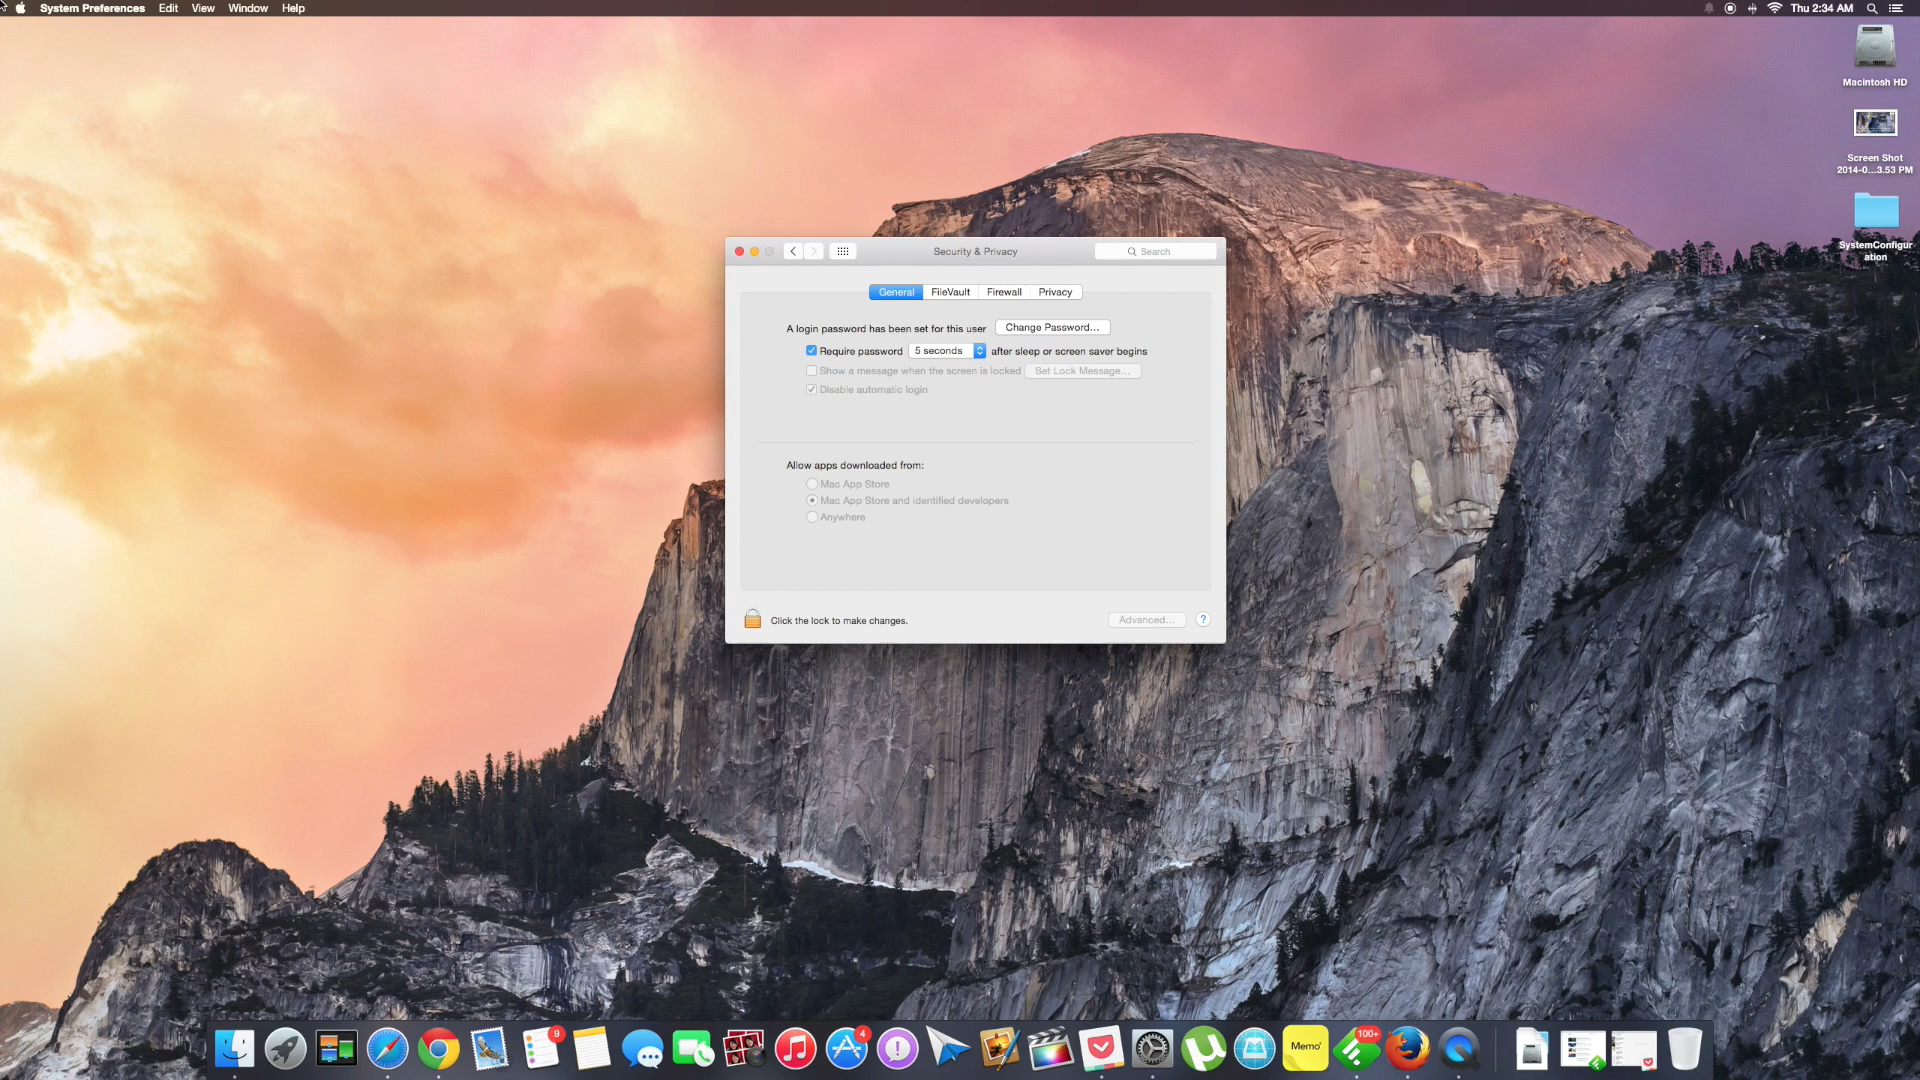 System Preferences Edit View Window Help
Thu 2:34 AM
Macintosh HD
Screen Shot
2014-0...3.53 PM
SystemConfigur
ation
Security & Privacy
Search
General FileVault Firewall Privacy
A login password has been set for this user Change Password...
Require password 5 seconds after sleep or screen saver begins
Show a message when the screen is locked Set Lock Message...
Disable automatic login
Allow apps downloaded from:
Mac App Store
Mac App Store and identified developers
Anywhere
Click the lock to make changes.
Advanced... ?
9
4
Memo'
100+